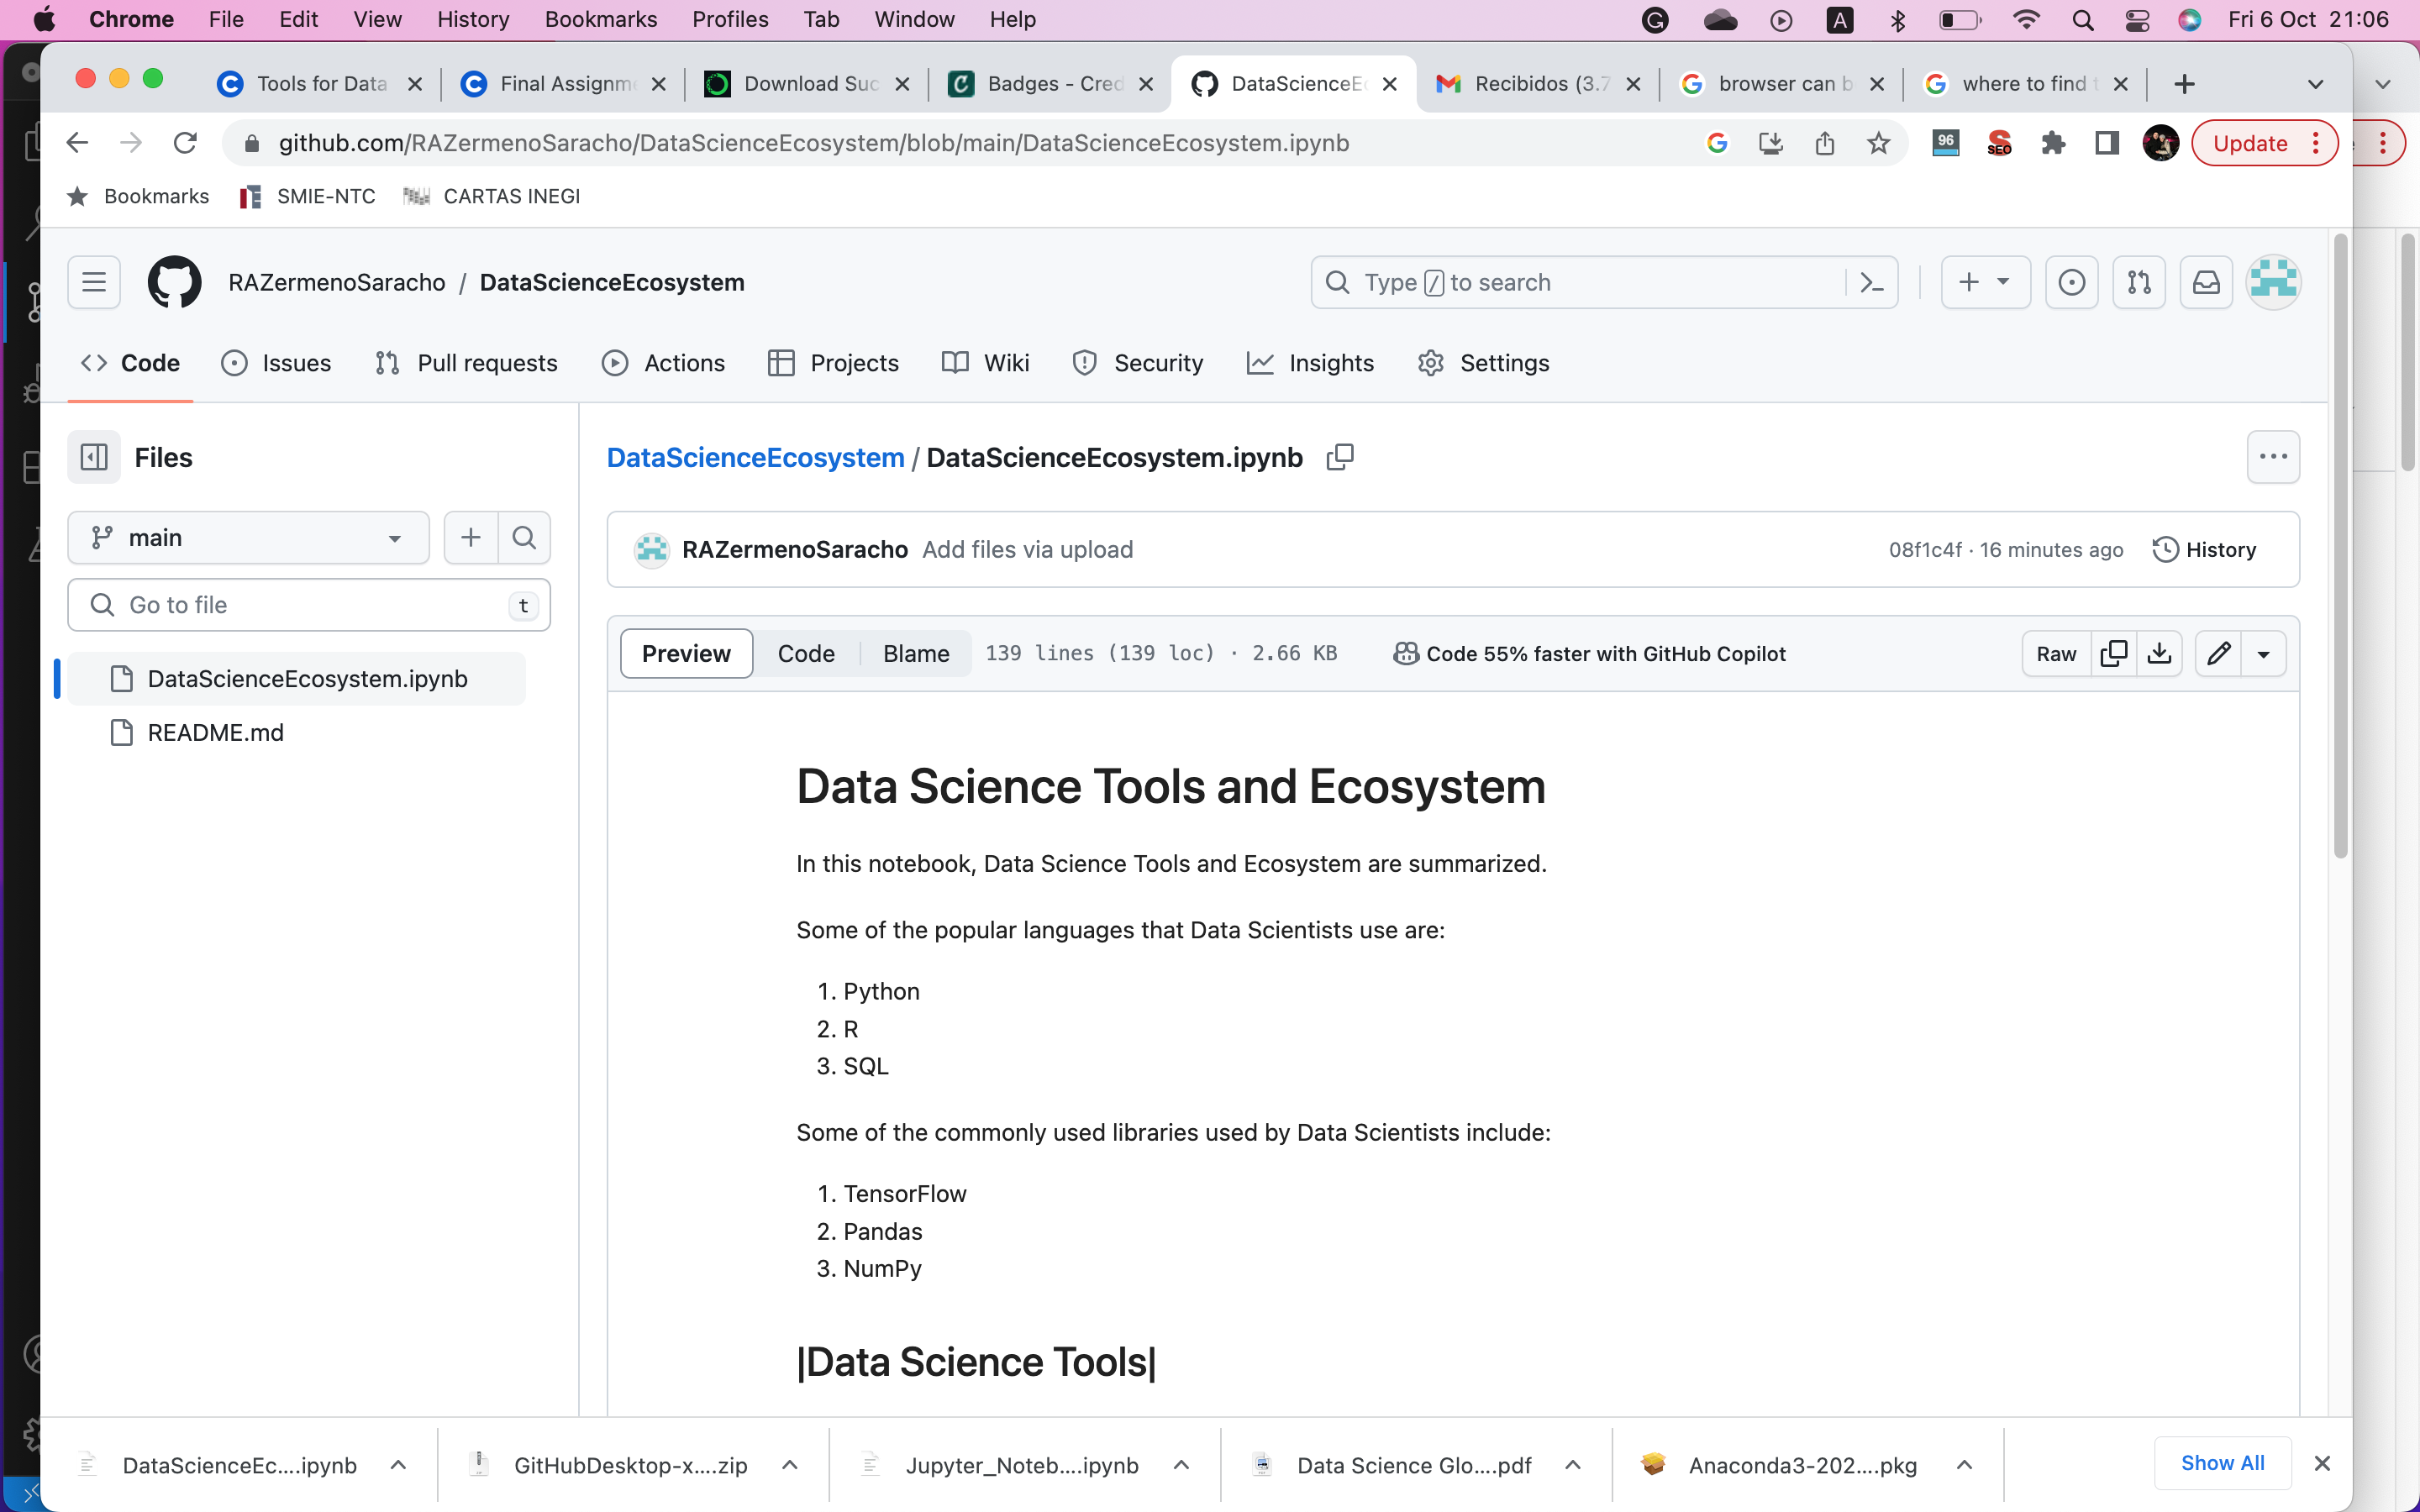 Chrome File Edit View History Bookmarks Profiles Tab Window Help A Fri 6 Oct 21:06
Tools for Data Final Assignm Download Suc Badges - Cred DataScienceEc Recibidos (3.7 browser can b where to find t
github.com/RAZermenoSaracho/DataScienceEcosystem/blob/main/DataScienceEcosystem.ipynb 96 SEO Update
Bookmarks SMIE-NTC CARTAS INEGI
RAZermenoSaracho / DataScienceEcosystem Type / to search
Code Issues Pull requests Actions Projects Wiki Security Insights Settings
Files
DataScienceEcosystem / DataScienceEcosystem.ipynb
main
RAZermenoSaracho Add files via upload 08f1c4f · 16 minutes ago History
Go to file t
Preview Code Blame 139 lines (139 loc) · 2.66 KB Code 55% faster with GitHub Copilot Raw
DataScienceEcosystem.ipynb
README.md
Data Science Tools and Ecosystem
In this notebook, Data Science Tools and Ecosystem are summarized.
Some of the popular languages that Data Scientists use are:
1. Python
2. R
3. SQL
Some of the commonly used libraries used by Data Scientists include:
1. TensorFlow
2. Pandas
3. NumPy
|Data Science Tools|
DataScienceEc....ipynb GitHubDesktop-x....zip Jupyter_Noteb....ipynb Data Science Glo....pdf Anaconda3-202....pkg Show All